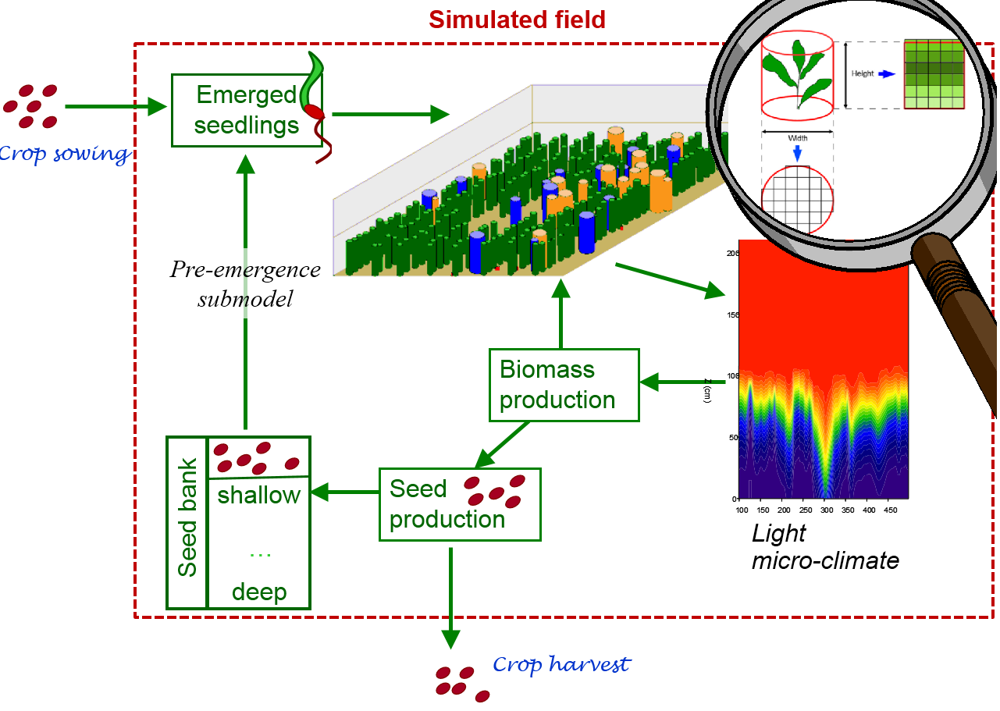 Simulated field
Height
Width
Emerged
seedlings
Crop sowing
Pre-emergence
submodel
Biomass
production
Seed bank
shallow
...
deep
Seed
production
200
150
100
50
0
Z (cm)
100 150 200 250 300 350 400 450
Light
micro-climate
Crop harvest